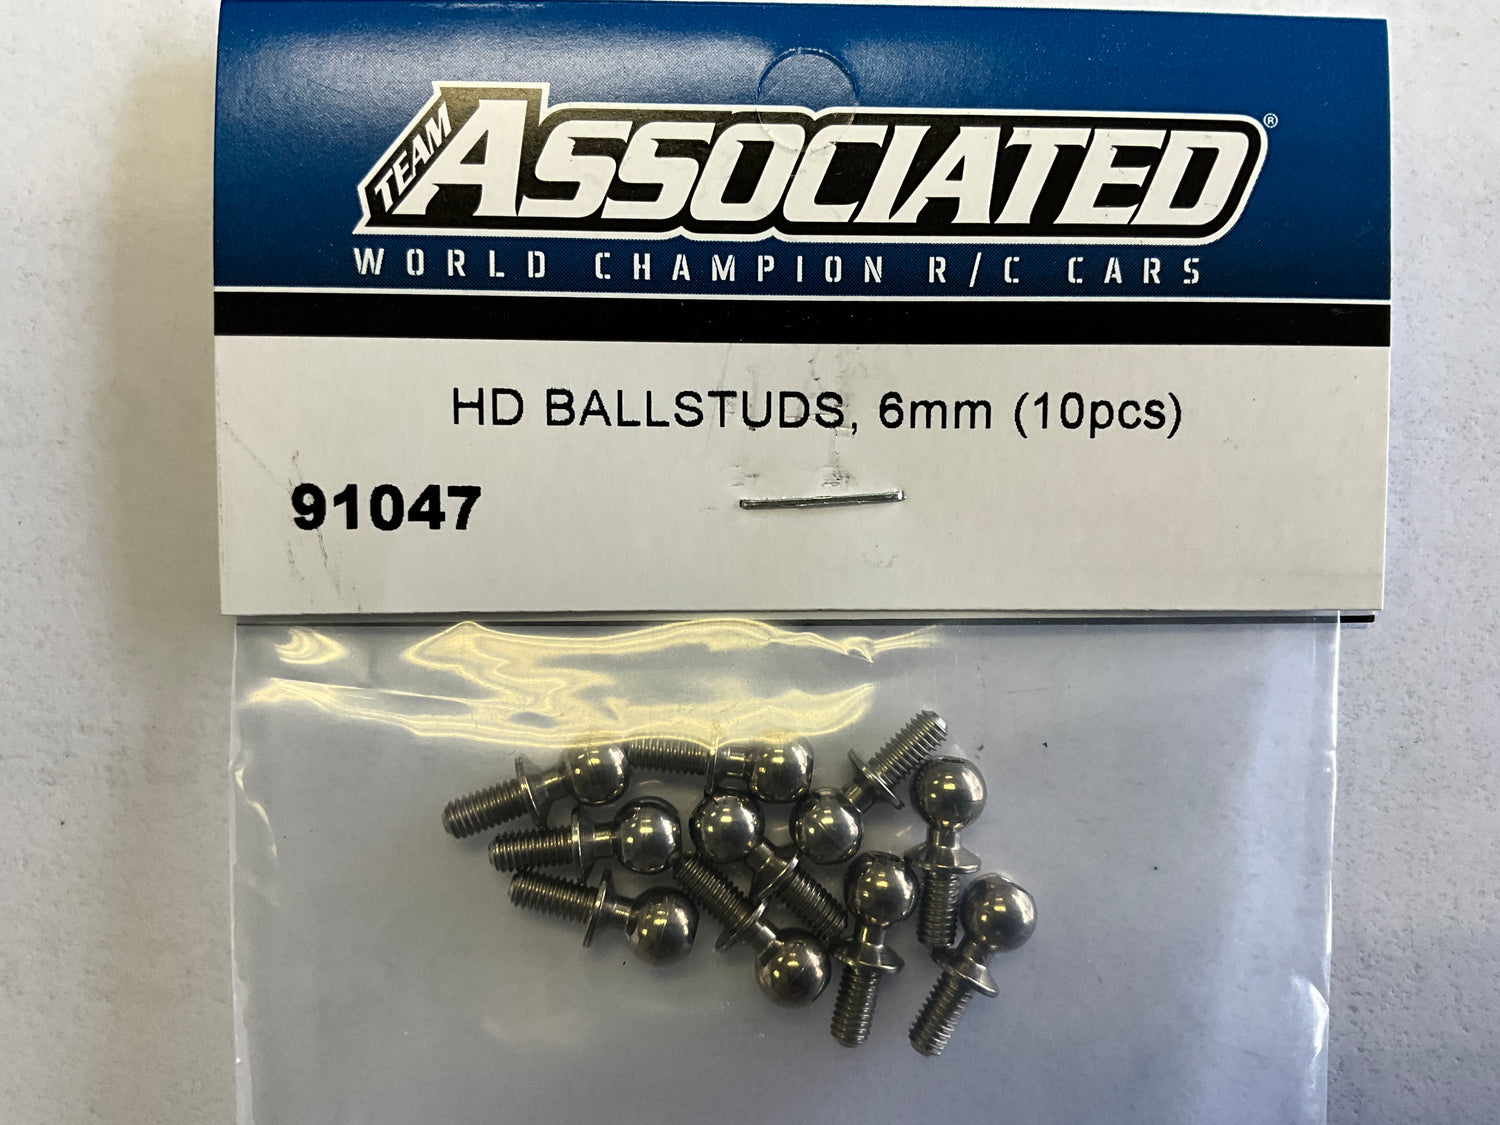 TEAM ASSOCIATED®
WORLD CHAMPION R/C CARS
HD BALLSTUDS, 6mm (10pcs)
91047